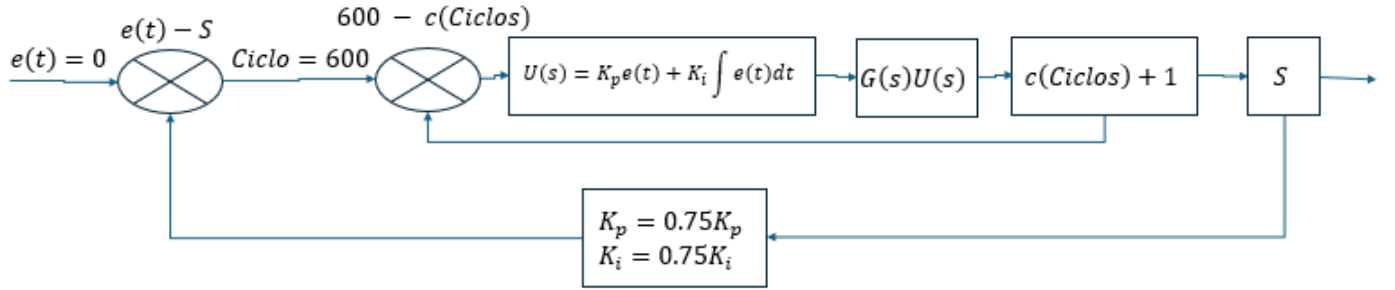 e(t) = 0
e(t) − S
Ciclo = 600
600 − c(Ciclos)
U(s) = K_p e(t) + K_i ∫ e(t)dt
G(s)U(s)
c(Ciclos) + 1
S
K_p = 0.75K_p
K_i = 0.75K_i